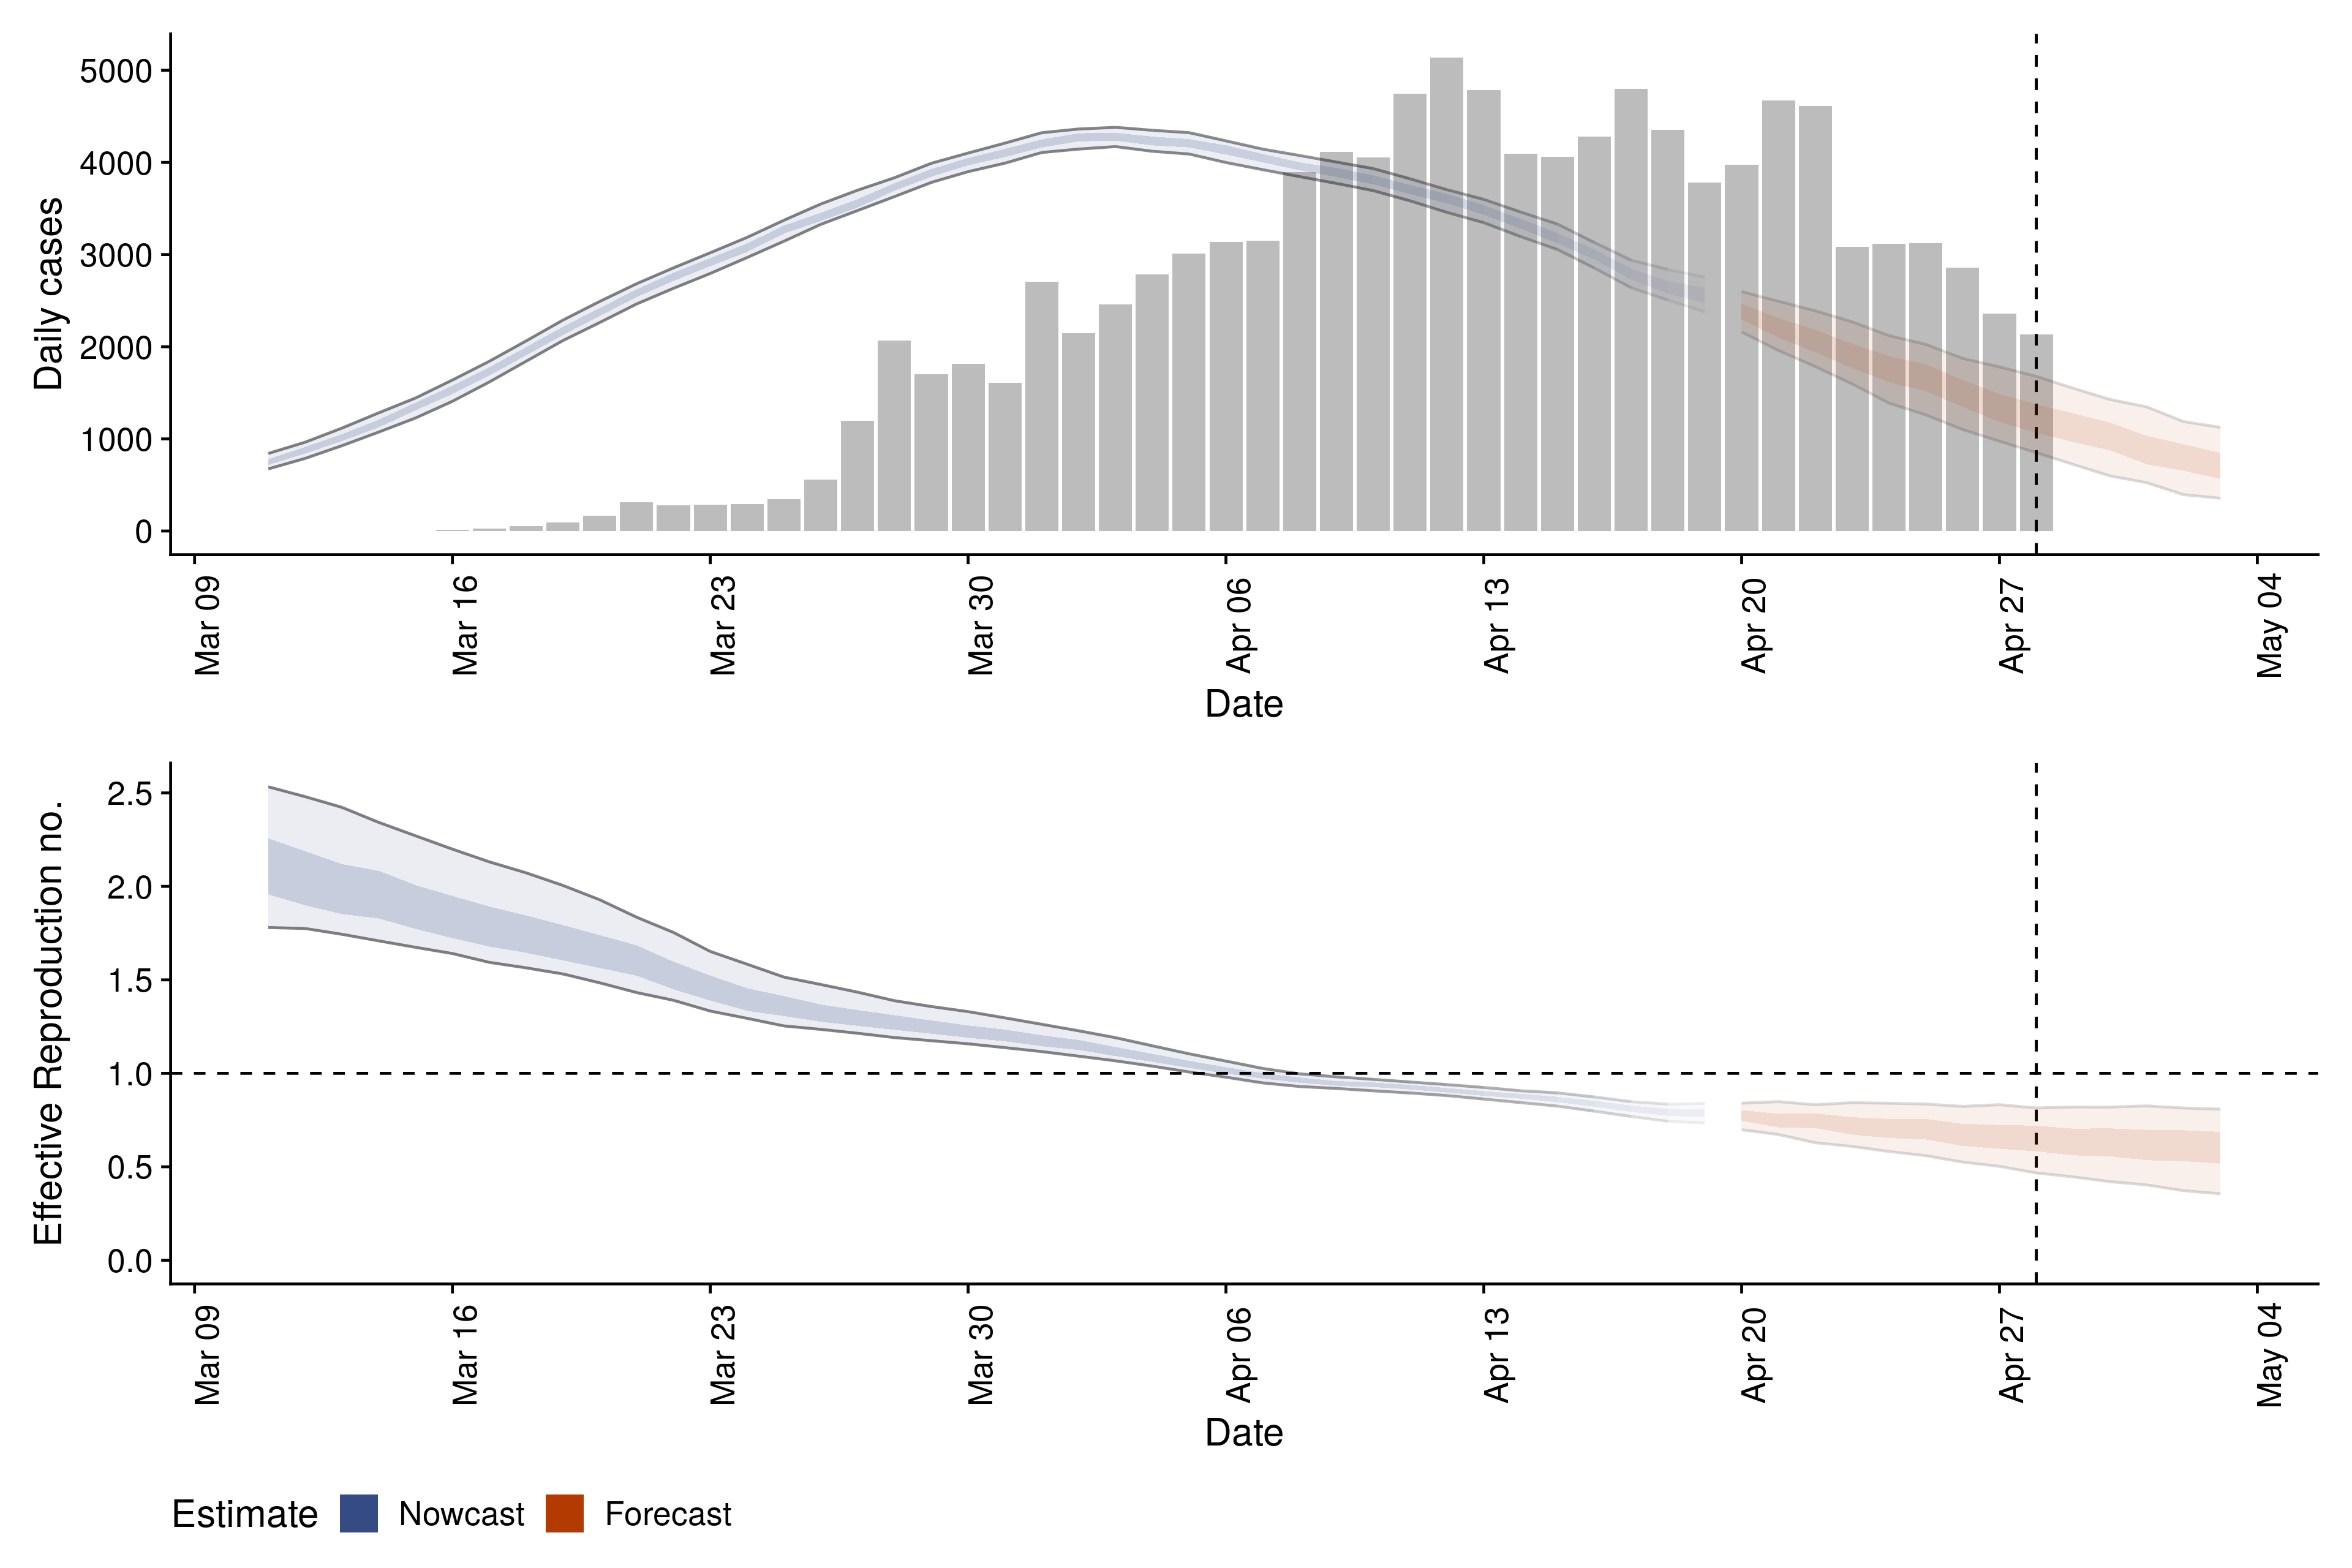 Daily cases
5000
4000
3000
2000
1000
0
Mar 09
Mar 16
Mar 23
Mar 30
Apr 06
Apr 13
Apr 20
Apr 27
May 04
Date
Effective Reproduction no.
2.5
2.0
1.5
1.0
0.5
0.0
Mar 09
Mar 16
Mar 23
Mar 30
Apr 06
Apr 13
Apr 20
Apr 27
May 04
Date
Estimate Nowcast Forecast